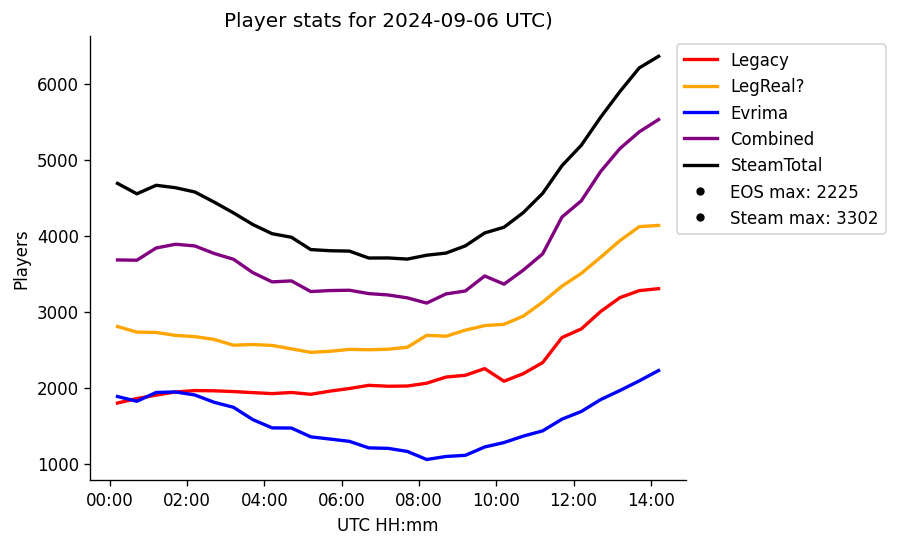 Player stats for 2024-09-06 UTC)
Players
6000
5000
4000
3000
2000
1000
00:00 02:00 04:00 06:00 08:00 10:00 12:00 14:00
UTC HH:mm
Legacy
LegReal?
Evrima
Combined
SteamTotal
EOS max: 2225
Steam max: 3302